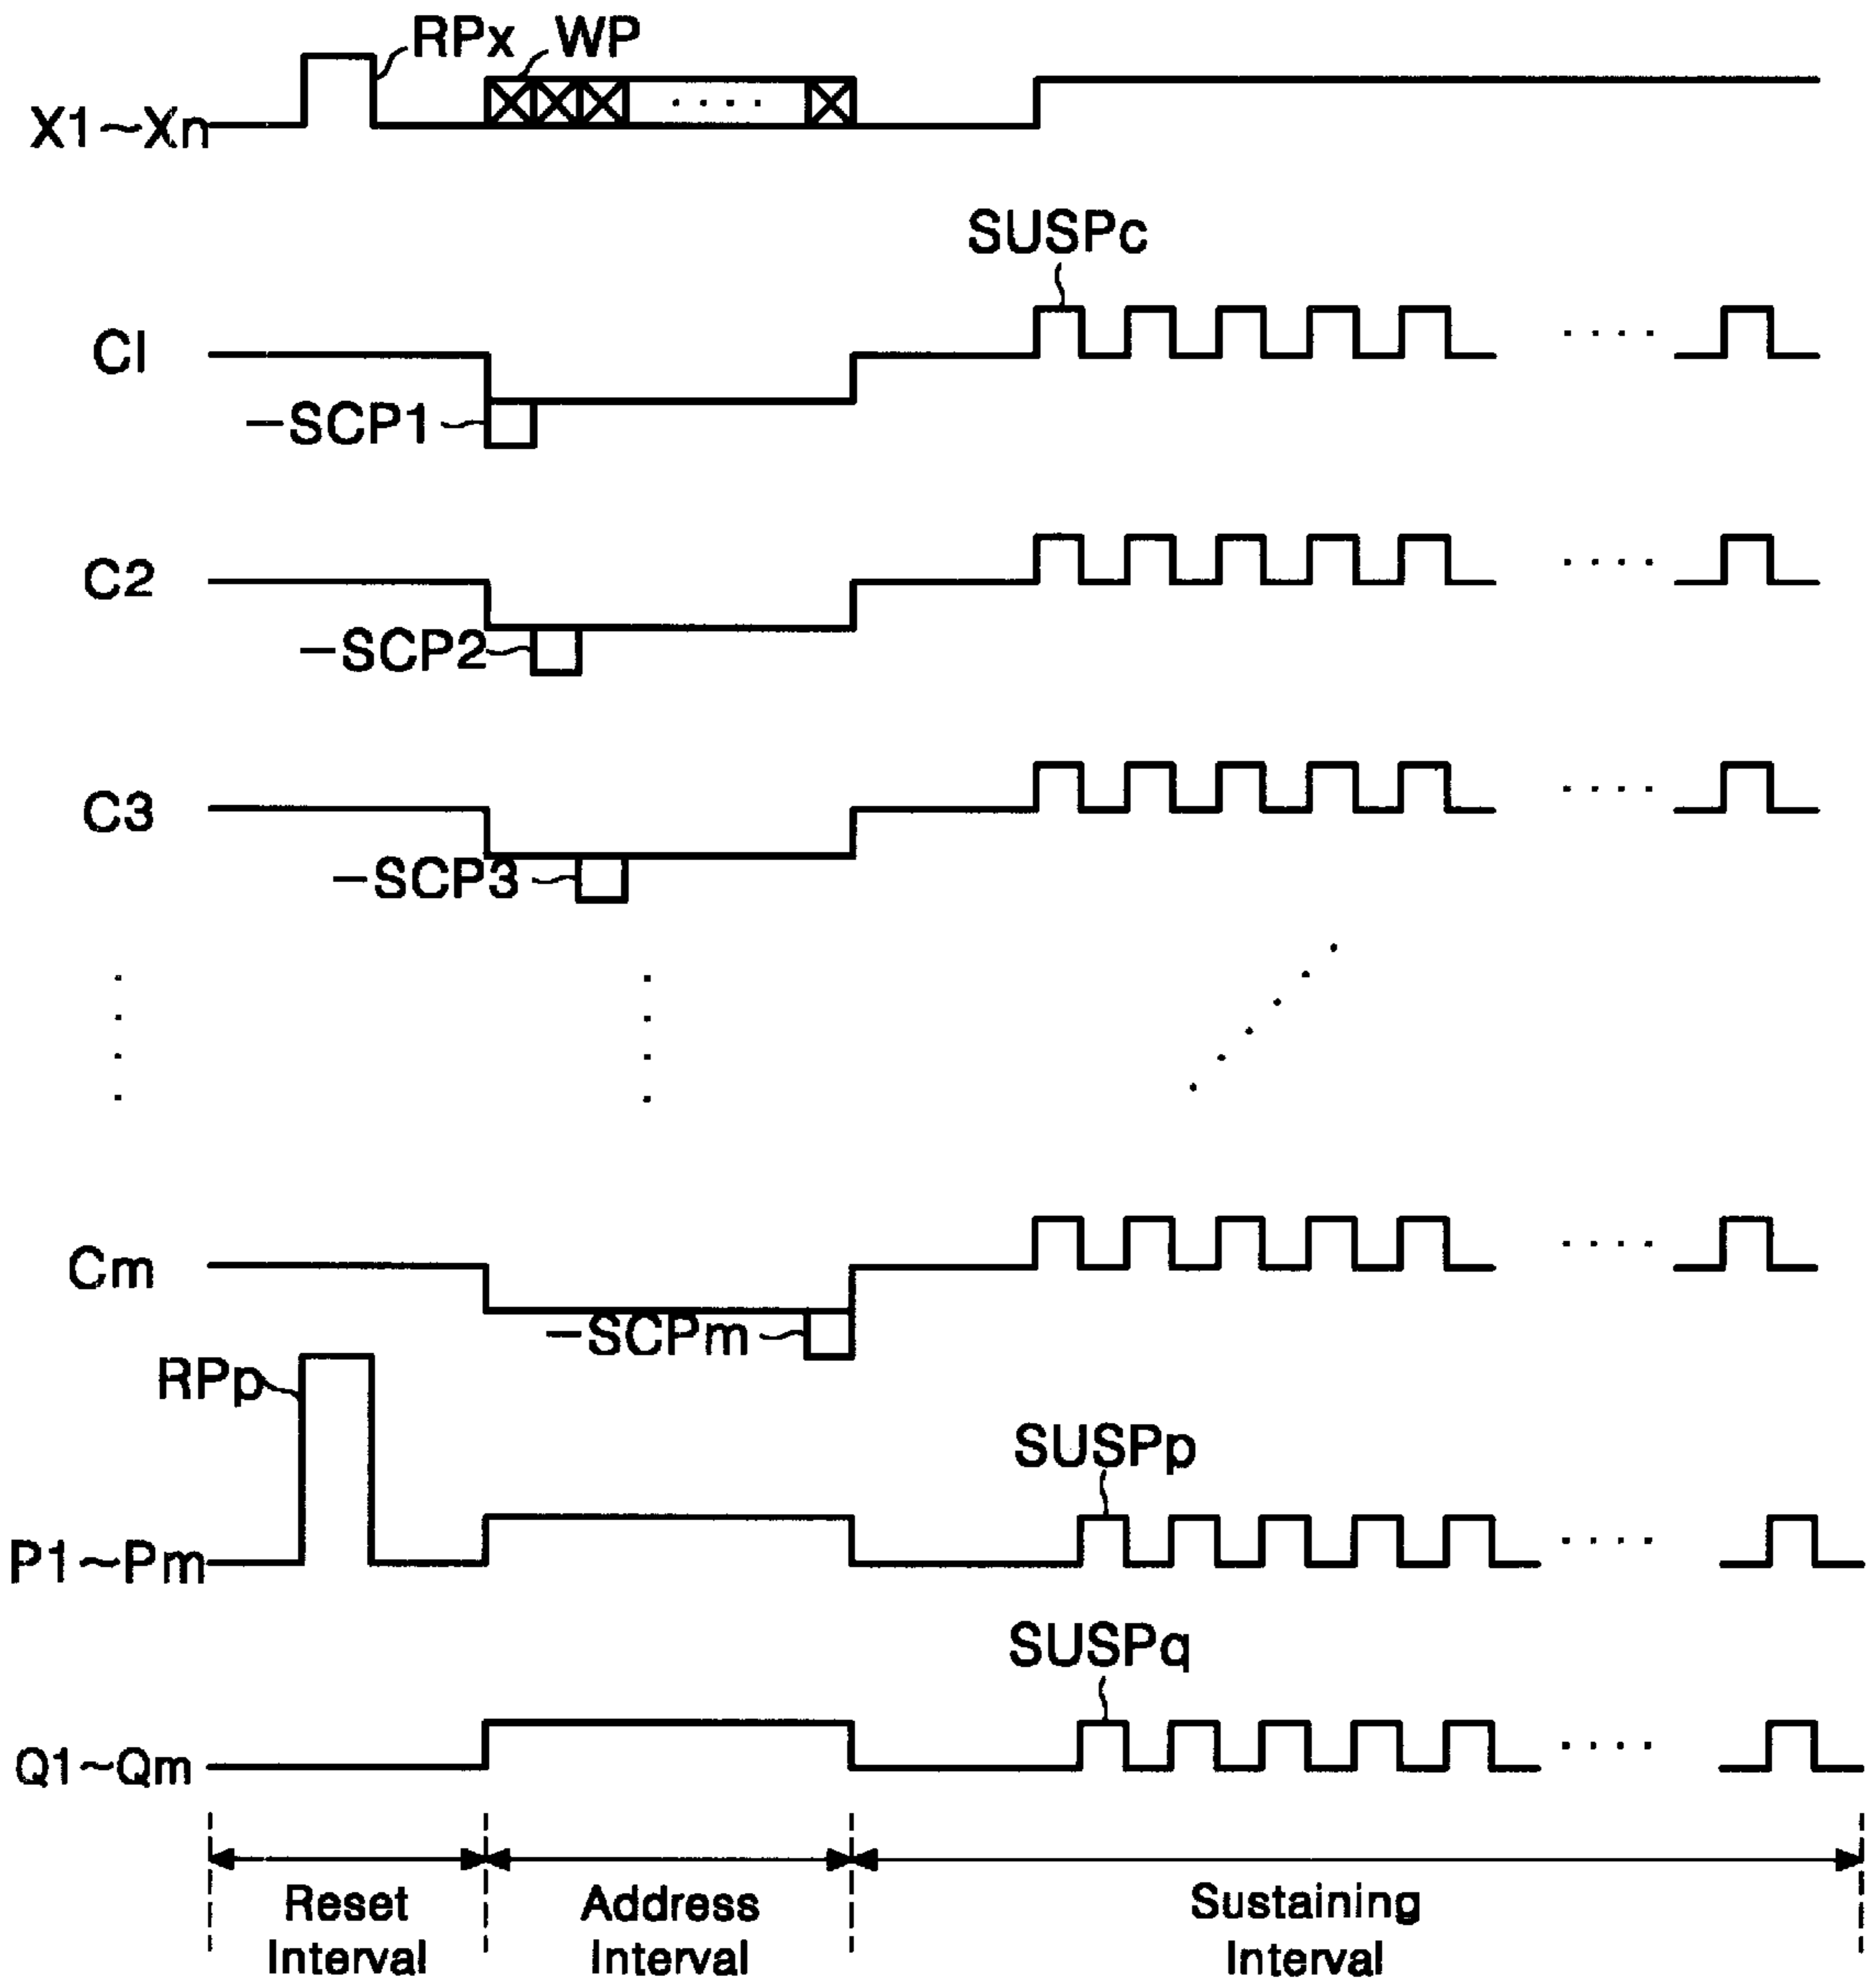 RPx WP
X1~Xn
SUSPc
Cl
-SCP1
C2
-SCP2
C3
-SCP3
Cm
-SCPm
RPp
SUSPp
P1~Pm
SUSPq
Q1~Qm
Reset Interval
Address Interval
Sustaining Interval